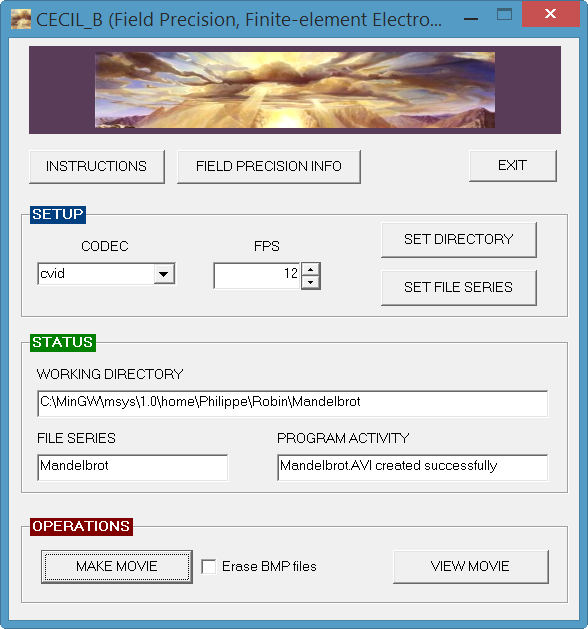 CECIL_B (Field Precision, Finite-element Electro...
INSTRUCTIONS FIELD PRECISION INFO EXIT
SETUP
CODEC FPS SET DIRECTORY
cvid 12
SET FILE SERIES
STATUS
WORKING DIRECTORY
C:\MinGW\msys\1.0\home\Philippe\Robin\Mandelbrot
FILE SERIES PROGRAM ACTIVITY
Mandelbrot Mandelbrot.AVI created successfully
OPERATIONS
MAKE MOVIE Erase BMP files VIEW MOVIE